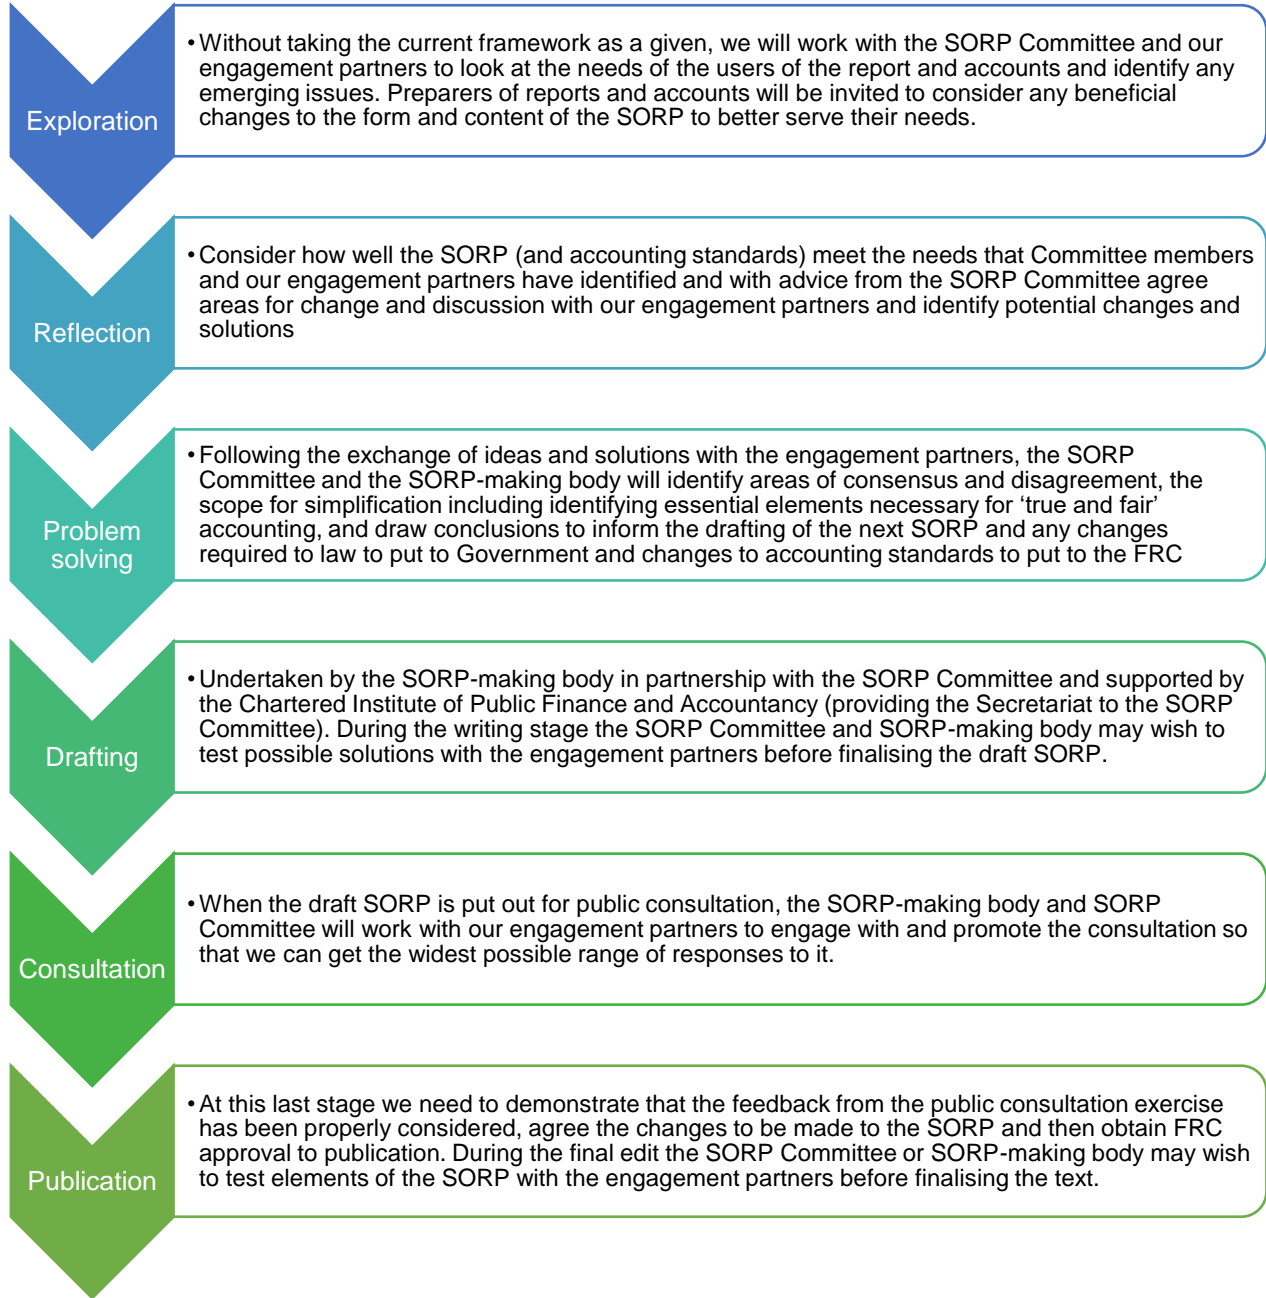 Exploration
• Without taking the current framework as a given, we will work with the SORP Committee and our
engagement partners to look at the needs of the users of the report and accounts and identify any
emerging issues. Preparers of reports and accounts will be invited to consider any beneficial
changes to the form and content of the SORP to better serve their needs.
Reflection
• Consider how well the SORP (and accounting standards) meet the needs that Committee members
and our engagement partners have identified and with advice from the SORP Committee agree
areas for change and discussion with our engagement partners and identify potential changes and
solutions
Problem
solving
• Following the exchange of ideas and solutions with the engagement partners, the SORP
Committee and the SORP-making body will identify areas of consensus and disagreement, the
scope for simplification including identifying essential elements necessary for ‘true and fair’
accounting, and draw conclusions to inform the drafting of the next SORP and any changes
required to law to put to Government and changes to accounting standards to put to the FRC
Drafting
• Undertaken by the SORP-making body in partnership with the SORP Committee and supported by
the Chartered Institute of Public Finance and Accountancy (providing the Secretariat to the SORP
Committee). During the writing stage the SORP Committee and SORP-making body may wish to
test possible solutions with the engagement partners before finalising the draft SORP.
Consultation
• When the draft SORP is put out for public consultation, the SORP-making body and SORP
Committee will work with our engagement partners to engage with and promote the consultation so
that we can get the widest possible range of responses to it.
Publication
• At this last stage we need to demonstrate that the feedback from the public consultation exercise
has been properly considered, agree the changes to be made to the SORP and then obtain FRC
approval to publication. During the final edit the SORP Committee or SORP-making body may wish
to test elements of the SORP with the engagement partners before finalising the text.